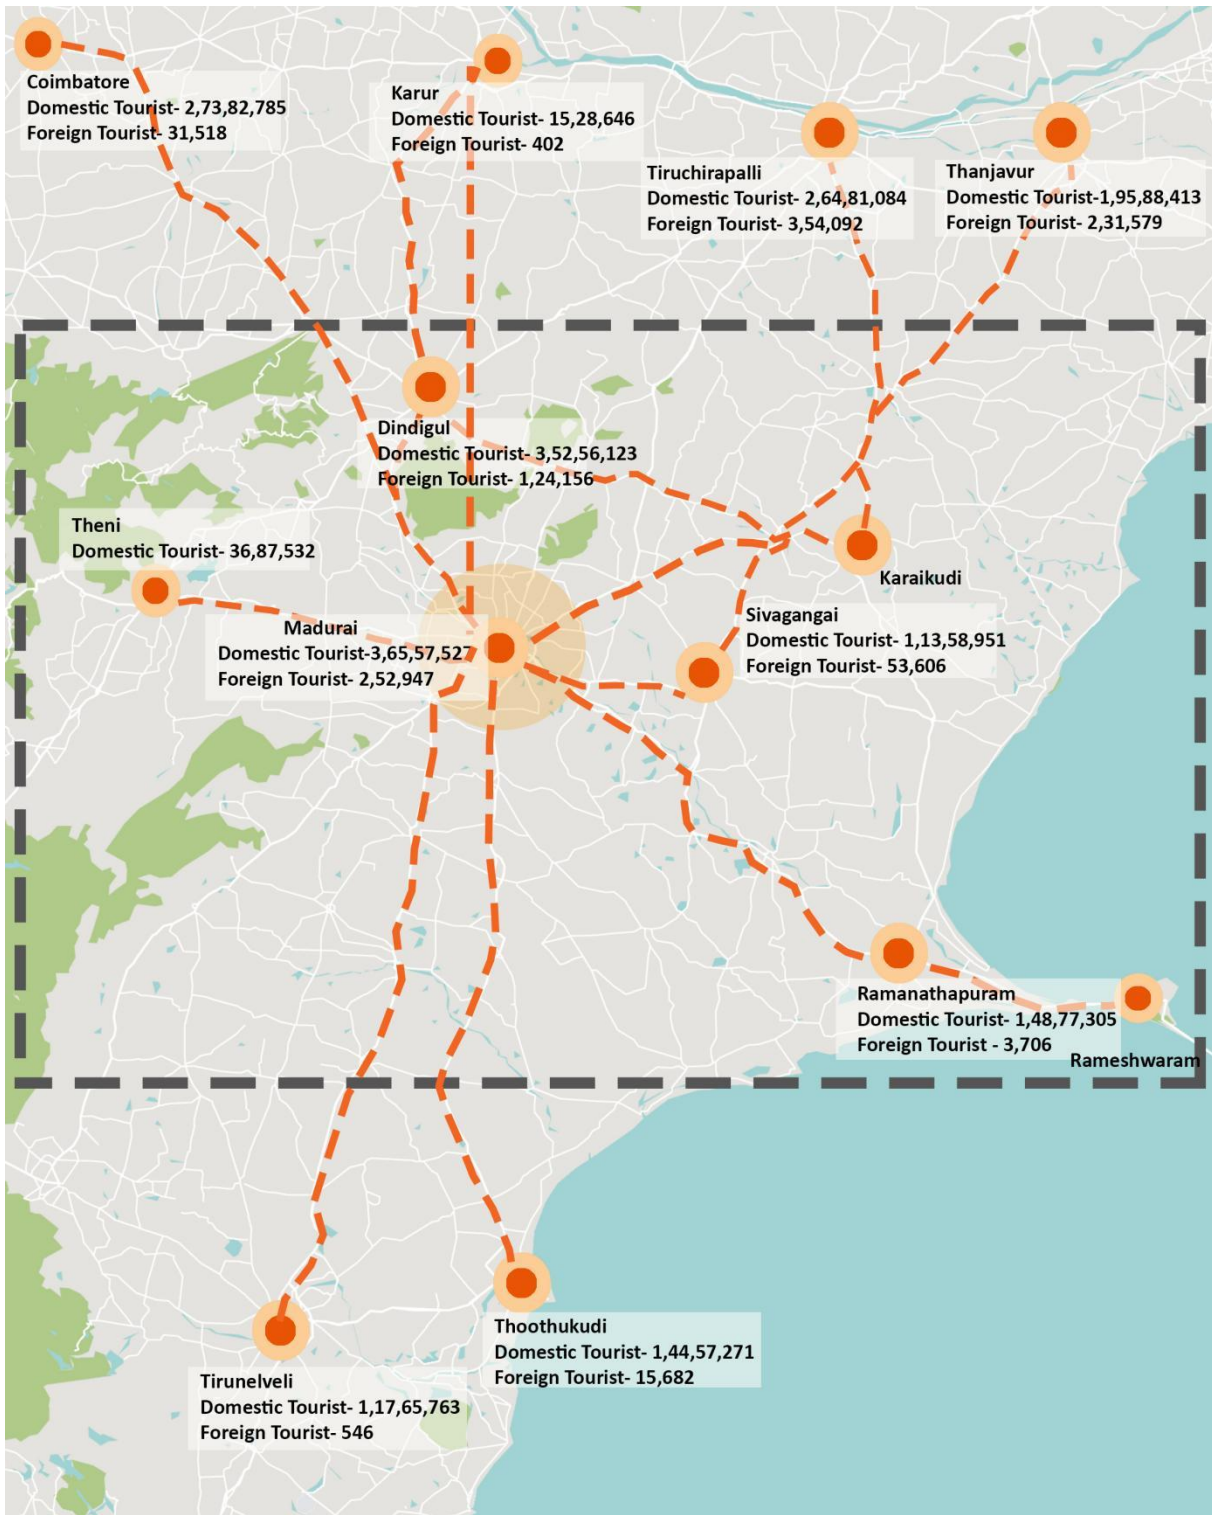 Coimbatore
Domestic Tourist- 2,73,82,785
Foreign Tourist- 31,518
Karur
Domestic Tourist- 15,28,646
Foreign Tourist- 402
Tiruchirapalli
Domestic Tourist- 2,64,81,084
Foreign Tourist- 3,54,092
Thanjavur
Domestic Tourist-1,95,88,413
Foreign Tourist- 2,31,579
Dindigul
Domestic Tourist- 3,52,56,123
Foreign Tourist- 1,24,156
Theni
Domestic Tourist- 36,87,532
Karaikudi
Madurai
Domestic Tourist-3,65,57,527
Foreign Tourist- 2,52,947
Sivagangai
Domestic Tourist- 1,13,58,951
Foreign Tourist- 53,606
Ramanathapuram
Domestic Tourist- 1,48,77,305
Foreign Tourist - 3,706
Rameshwaram
Thoothukudi
Domestic Tourist- 1,44,57,271
Foreign Tourist- 15,682
Tirunelveli
Domestic Tourist- 1,17,65,763
Foreign Tourist- 546